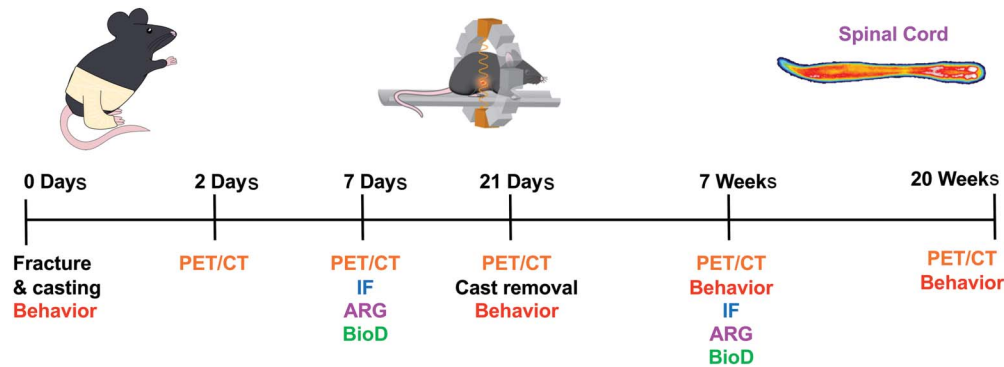 Spinal Cord
0 Days
2 Days
7 Days
21 Days
7 Weeks
20 Weeks
Fracture
& casting
Behavior
PET/CT
PET/CT
IF
ARG
BioD
PET/CT
Cast removal
Behavior
PET/CT
Behavior
IF
ARG
BioD
PET/CT
Behavior